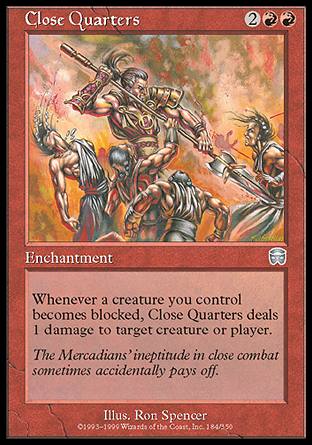 Close Quarters 2
Enchantment
Whenever a creature you control
becomes blocked, Close Quarters deals
1 damage to target creature or player.
The Mercadians' ineptitude in close combat
sometimes accidentally pays off.
Illus. Ron Spencer
©1993–1999 Wizards of the Coast, Inc. 184/350